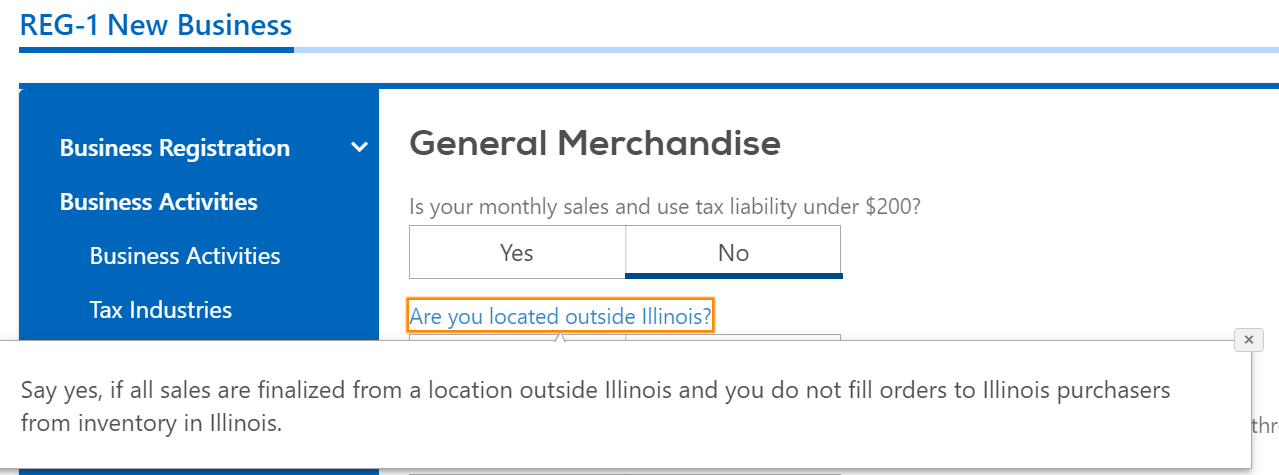 REG-1 New Business
Business Registration
Business Activities
Business Activities
Tax Industries
General Merchandise
Is your monthly sales and use tax liability under $200?
Yes No
Are you located outside Illinois?
Say yes, if all sales are finalized from a location outside Illinois and you do not fill orders to Illinois purchasers
from inventory in Illinois.